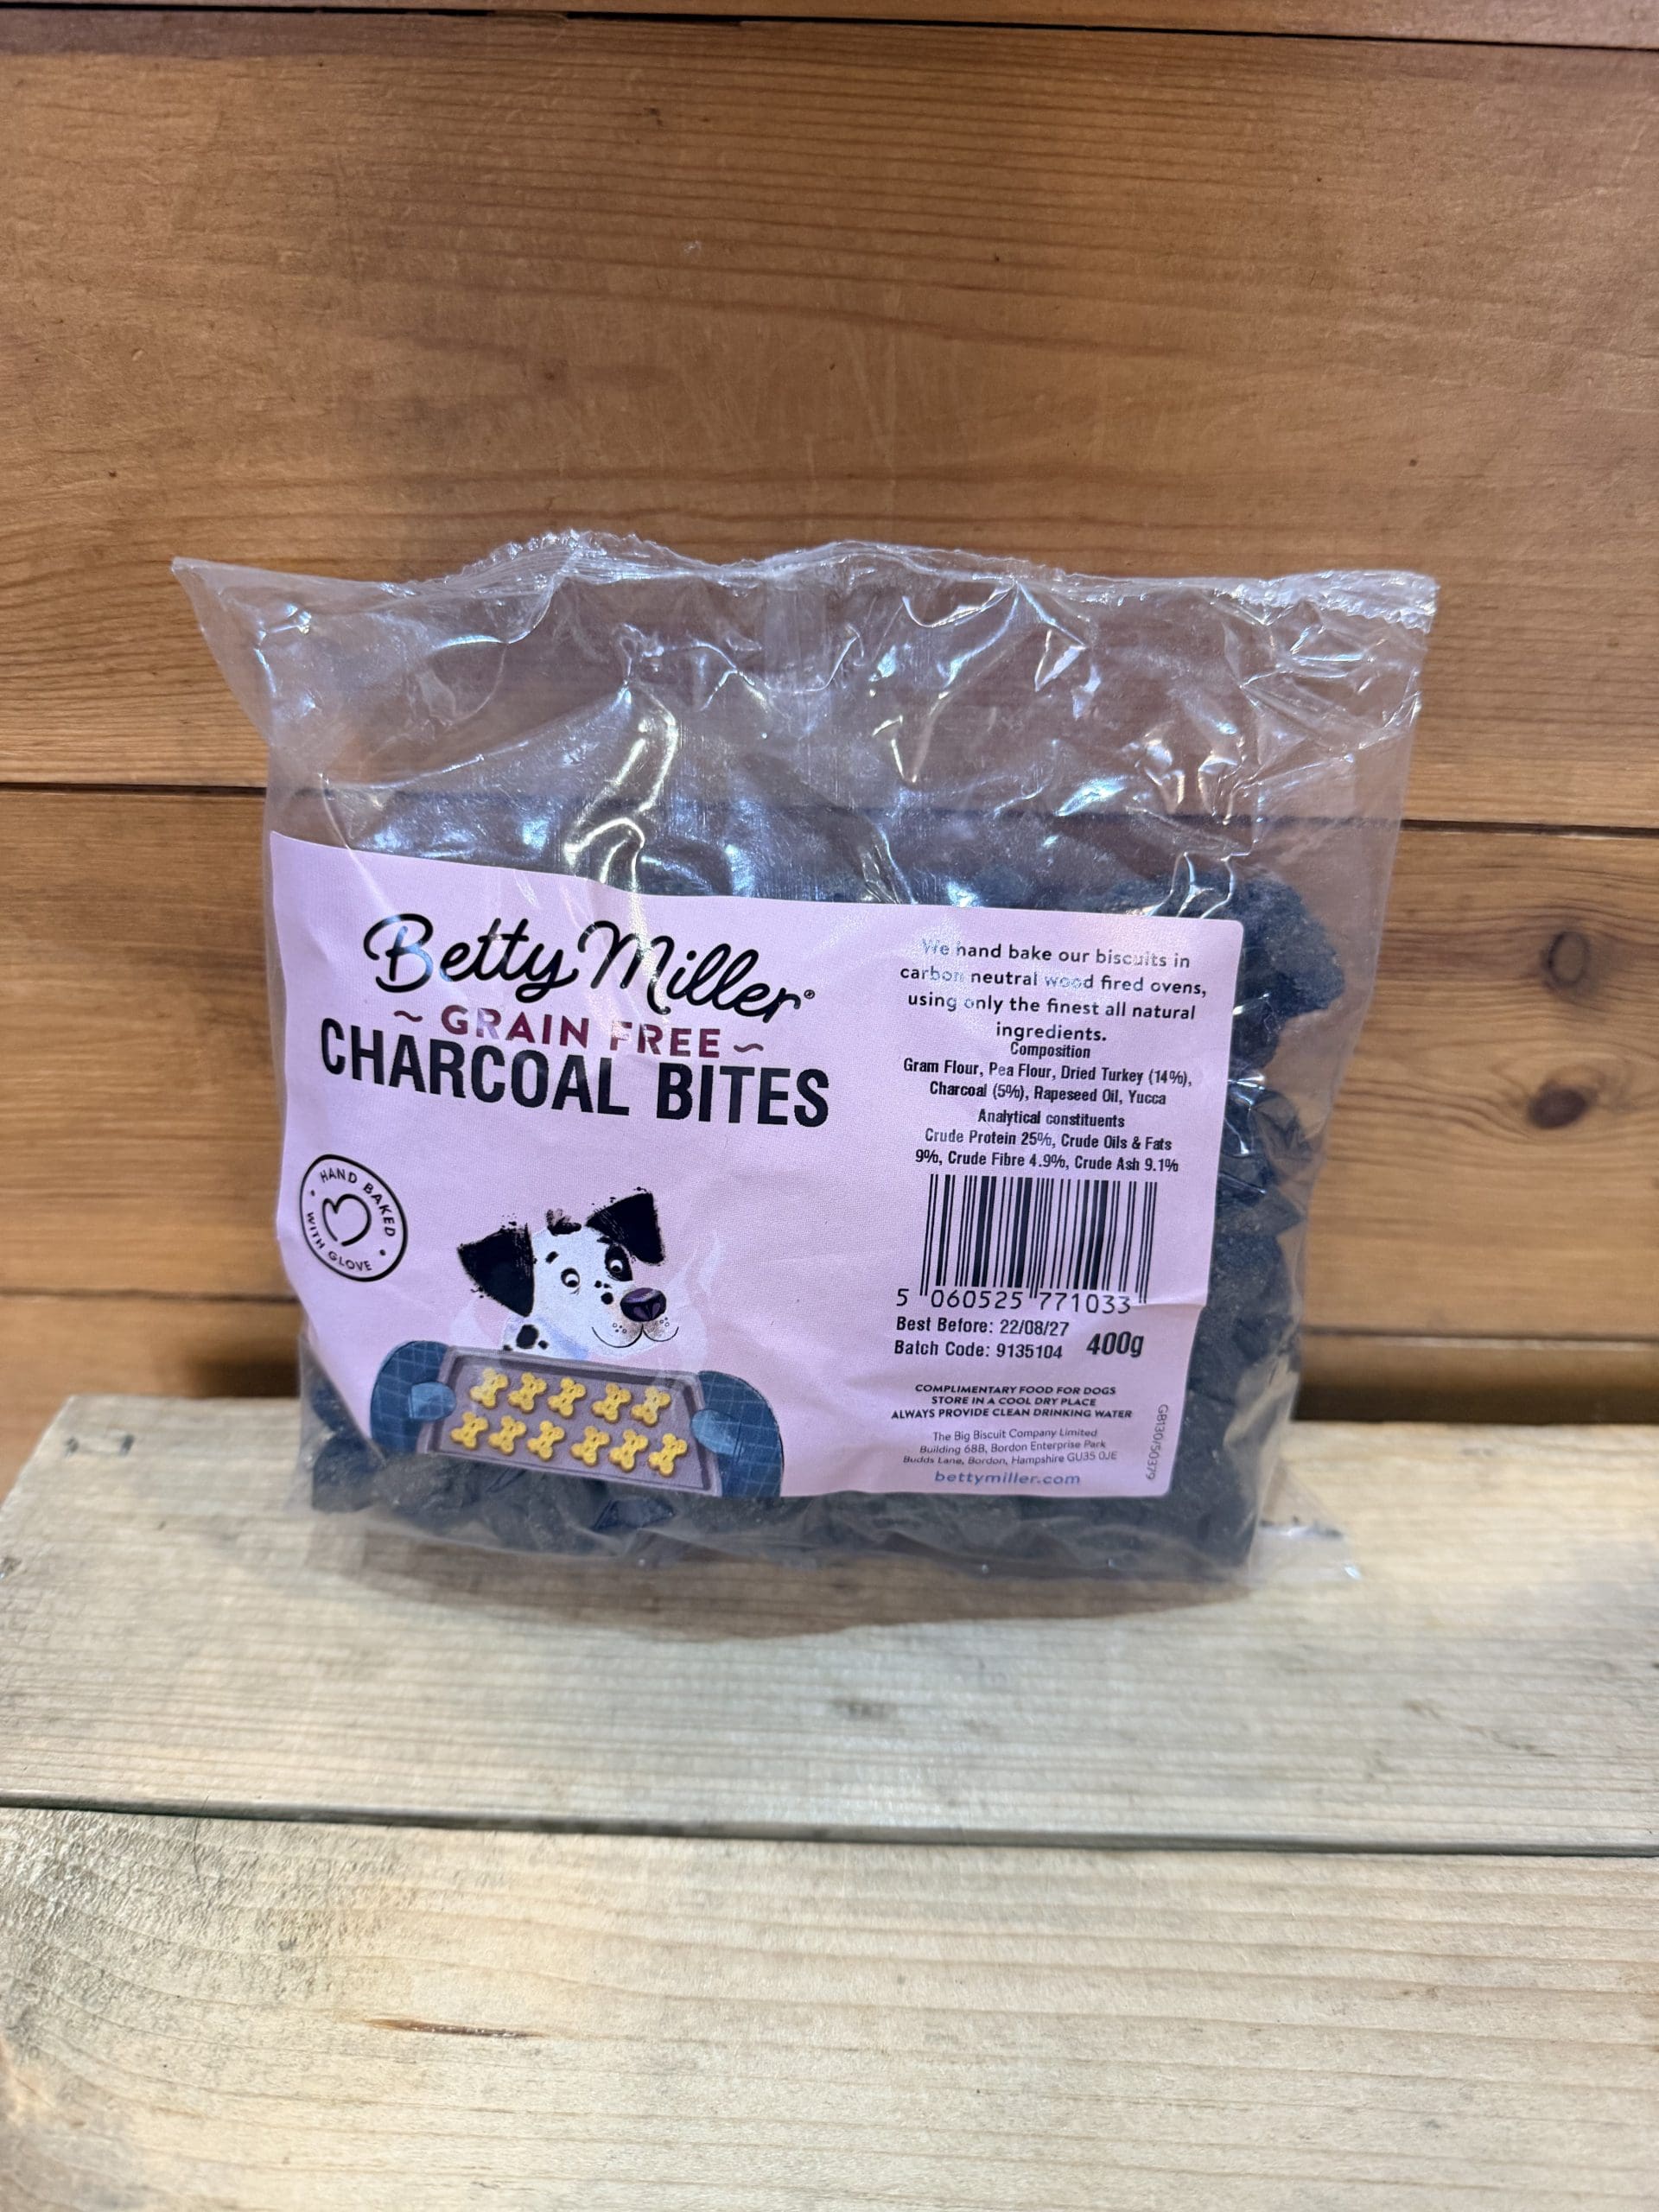 Betty Miller®
~ GRAIN FREE ~
CHARCOAL BITES
HAND BAKED
WITH GLOVE
We hand bake our biscuits in
carbon neutral wood fired ovens,
using only the finest all natural
ingredients.
Composition
Gram Flour, Pea Flour, Dried Turkey (14%),
Charcoal (5%), Rapeseed Oil, Yucca
Analytical constituents
Crude Protein 25%, Crude Oils & Fats
9%, Crude Fibre 4.9%, Crude Ash 9.1%
5 060525 771033
Best Before: 22/08/27
Batch Code: 9135104 400g
COMPLIMENTARY FOOD FOR DOGS
STORE IN A COOL DRY PLACE
ALWAYS PROVIDE CLEAN DRINKING WATER
The Big Biscuit Company Limited
Building 68B, Bordon Enterprise Park
Budds Lane, Bordon, Hampshire GU35 0JE
bettymiller.com
GB130/50379